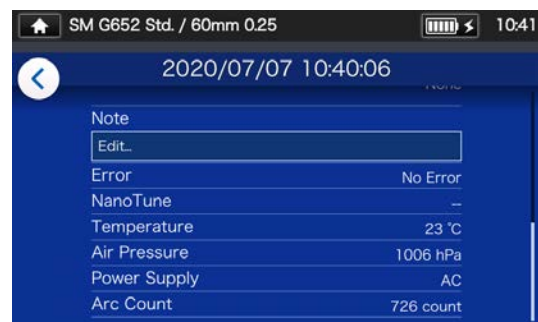 SM G652 Std. / 60mm 0.25 10:41
2020/07/07 10:40:06
None
Note
Edit...
Error No Error
NanoTune –
Temperature 23 °C
Air Pressure 1006 hPa
Power Supply AC
Arc Count 726 count